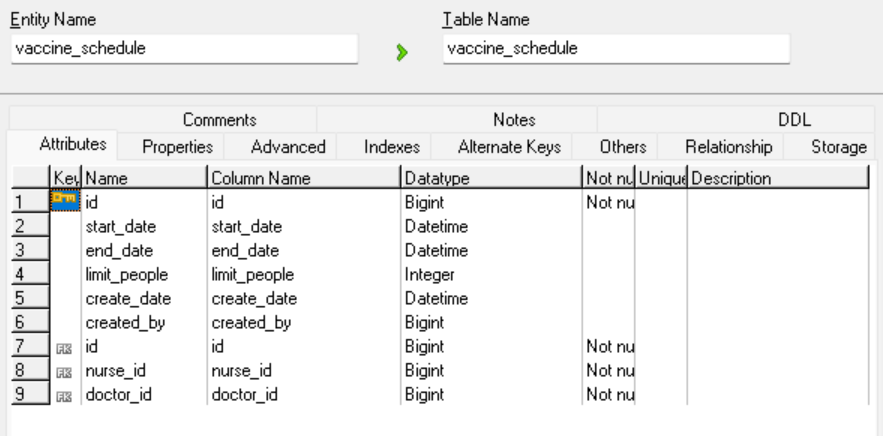 Entity Name Table Name
vaccine_schedule vaccine_schedule
Comments Notes DDL
Attributes Properties Advanced Indexes Alternate Keys Others Relationship Storage
Key Name Column Name Datatype Not nu Unique Description
1 id id Bigint Not nu
2 start_date start_date Datetime
3 end_date end_date Datetime
4 limit_people limit_people Integer
5 create_date create_date Datetime
6 created_by created_by Bigint
7 FK id id Bigint Not nu
8 FK nurse_id nurse_id Bigint Not nu
9 FK doctor_id doctor_id Bigint Not nu